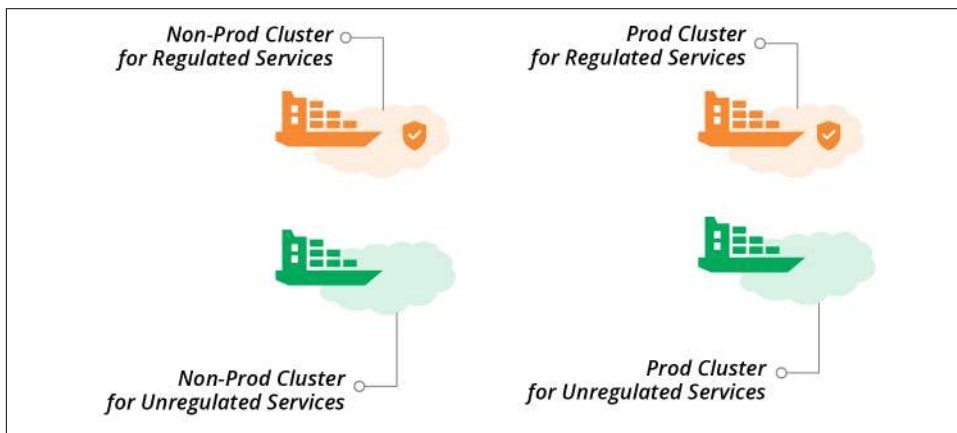 Non-Prod Cluster
for Regulated Services
Prod Cluster
for Regulated Services
Non-Prod Cluster
for Unregulated Services
Prod Cluster
for Unregulated Services